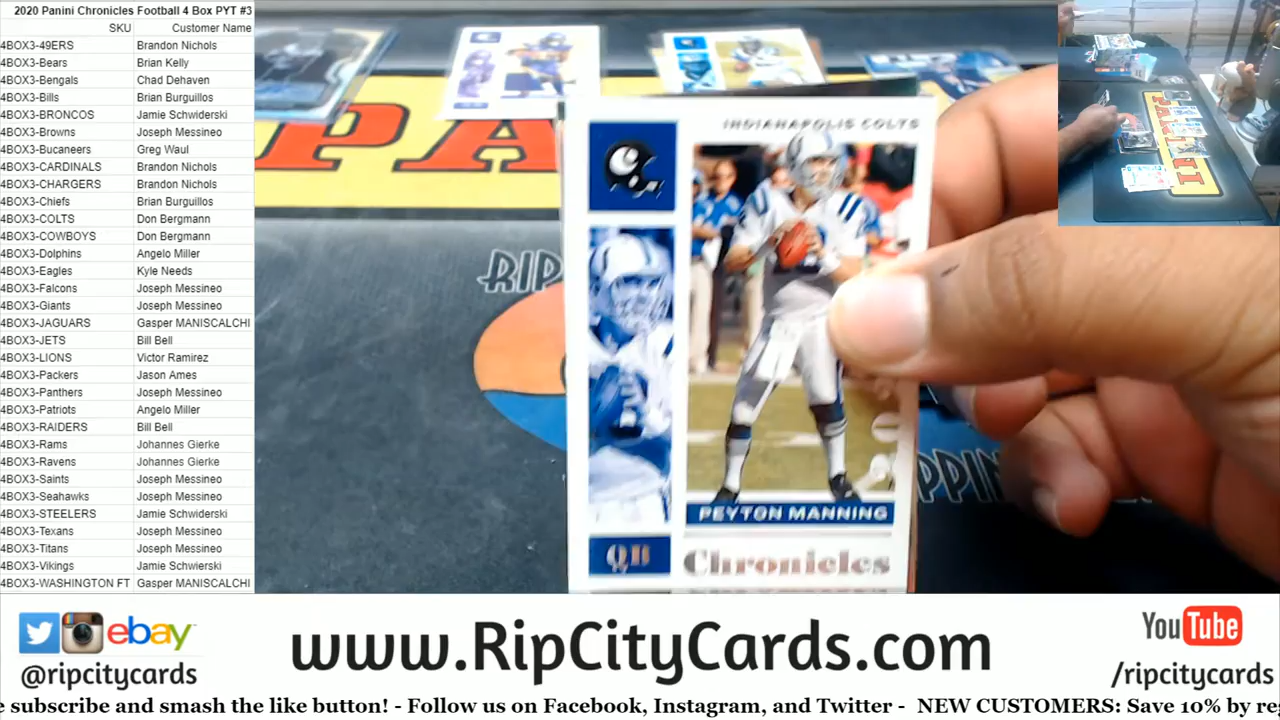 2020 Panini Chronicles Football 4 Box PYT #3
SKU Customer Name
4BOX3-49ERS Brandon Nichols
4BOX3-Bears Brian Kelly
4BOX3-Bengals Chad Dehaven
4BOX3-Bills Brian Burguillos
4BOX3-BRONCOS Jamie Schwiderski
4BOX3-Browns Joseph Messineo
4BOX3-Bucaneers Greg Waul
4BOX3-CARDINALS Brandon Nichols
4BOX3-CHARGERS Brandon Nichols
4BOX3-Chiefs Brian Burguillos
4BOX3-COLTS Don Bergmann
4BOX3-COWBOYS Don Bergmann
4BOX3-Dolphins Angelo Miller
4BOX3-Eagles Kyle Needs
4BOX3-Falcons Joseph Messineo
4BOX3-Giants Joseph Messineo
4BOX3-JAGUARS Gasper MANISCALCHI
4BOX3-JETS Bill Bell
4BOX3-LIONS Victor Ramirez
4BOX3-Packers Jason Ames
4BOX3-Panthers Joseph Messineo
4BOX3-Patriots Angelo Miller
4BOX3-RAIDERS Bill Bell
4BOX3-Rams Johannes Gierke
4BOX3-Ravens Johannes Gierke
4BOX3-Saints Joseph Messineo
4BOX3-Seahawks Joseph Messineo
4BOX3-STEELERS Jamie Schwiderski
4BOX3-Texans Joseph Messineo
4BOX3-Titans Joseph Messineo
4BOX3-Vikings Jamie Schwierski
4BOX3-WASHINGTON FT Gasper MANISCALCHI
PA
RIP
PPIN
INDIANAPOLIS COLTS
PEYTON MANNING
QB
Chronicles
ebay
@ripcitycards
www.RipCityCards.com
YouTube
/ripcitycards
e subscribe and smash the like button! - Follow us on Facebook, Instagram, and Twitter - NEW CUSTOMERS: Save 10% by re